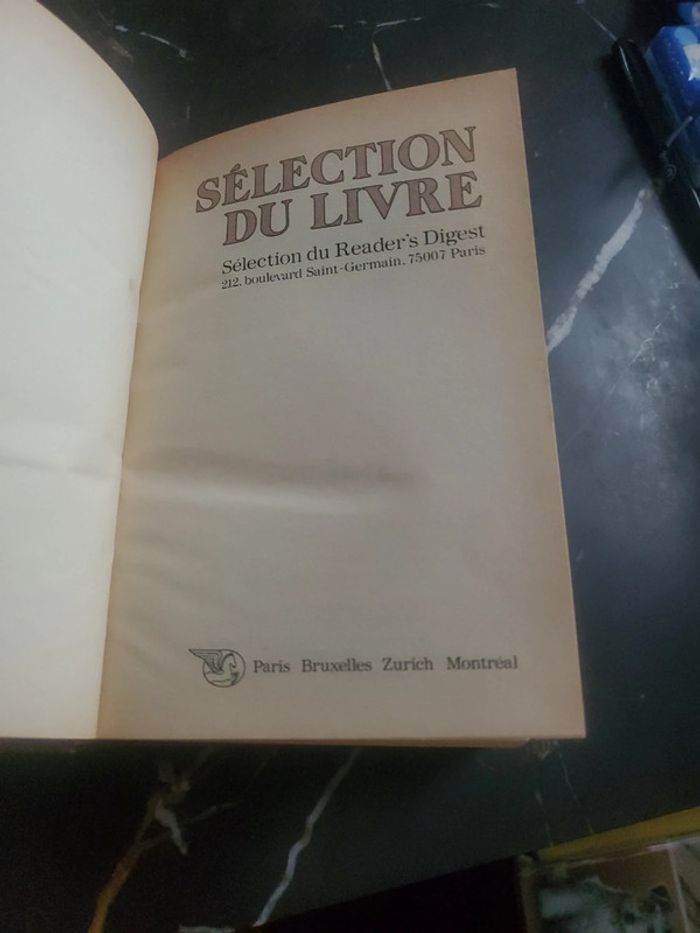 SÉLECTION
DU LIVRE
Sélection du Reader's Digest
212, boulevard Saint-Germain, 75007 Paris
Paris Bruxelles Zurich Montréal